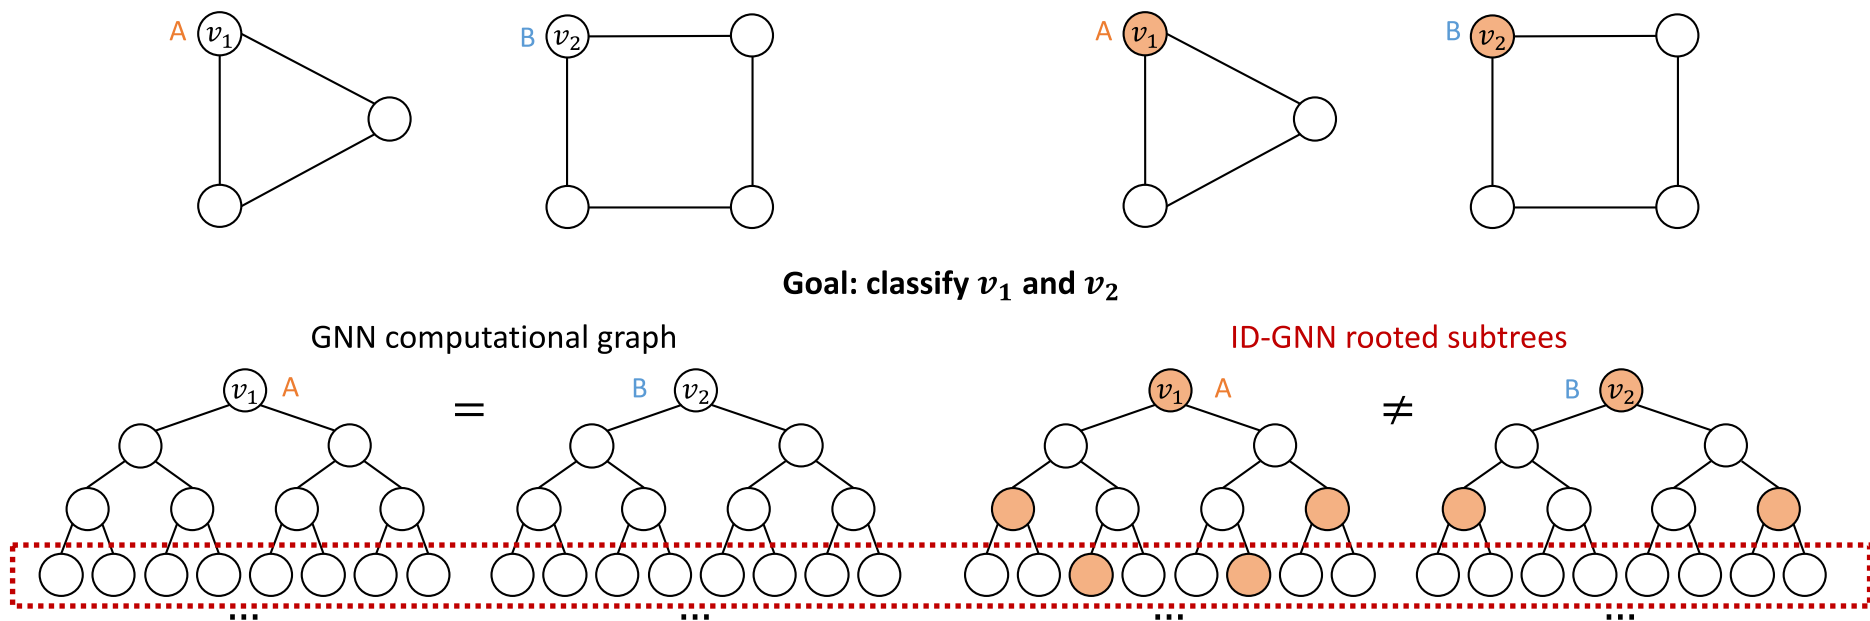 A v₁ B v₂ A v₁ B v₂
Goal: classify v₁ and v₂
GNN computational graph ID-GNN rooted subtrees
v₁ A = B v₂ v₁ A ≠ B v₂
... ... ... ...